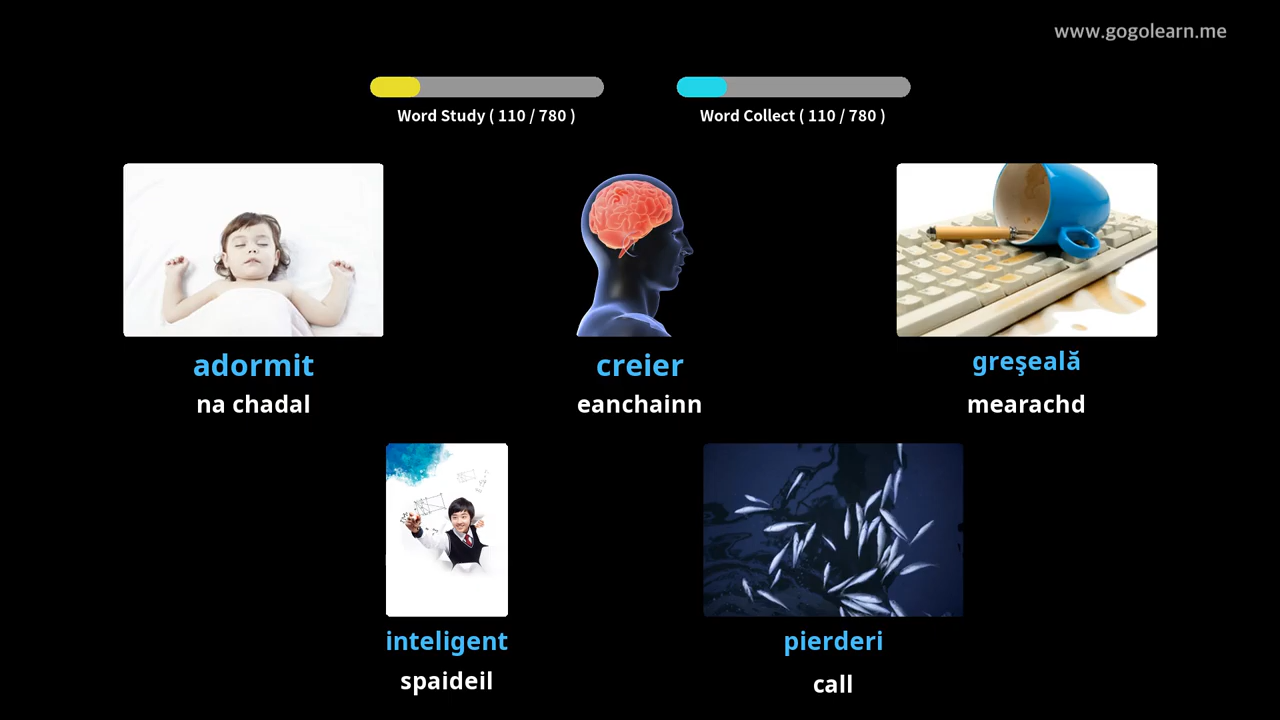 www.gogolearn.me
Word Study ( 110 / 780 )
Word Collect ( 110 / 780 )
adormit
na chadal
creier
eanchainn
greşeală
mearachd
inteligent
spaideil
pierderi
call